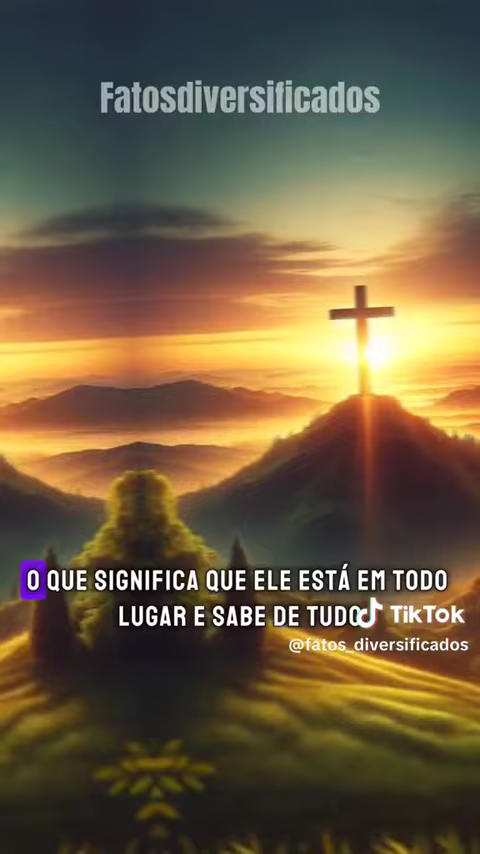 Fatosdiversificados
O QUE SIGNIFICA QUE ELE ESTÁ EM TODO
LUGAR E SABE DE TUDO
TikTok
@fatos_diversificados